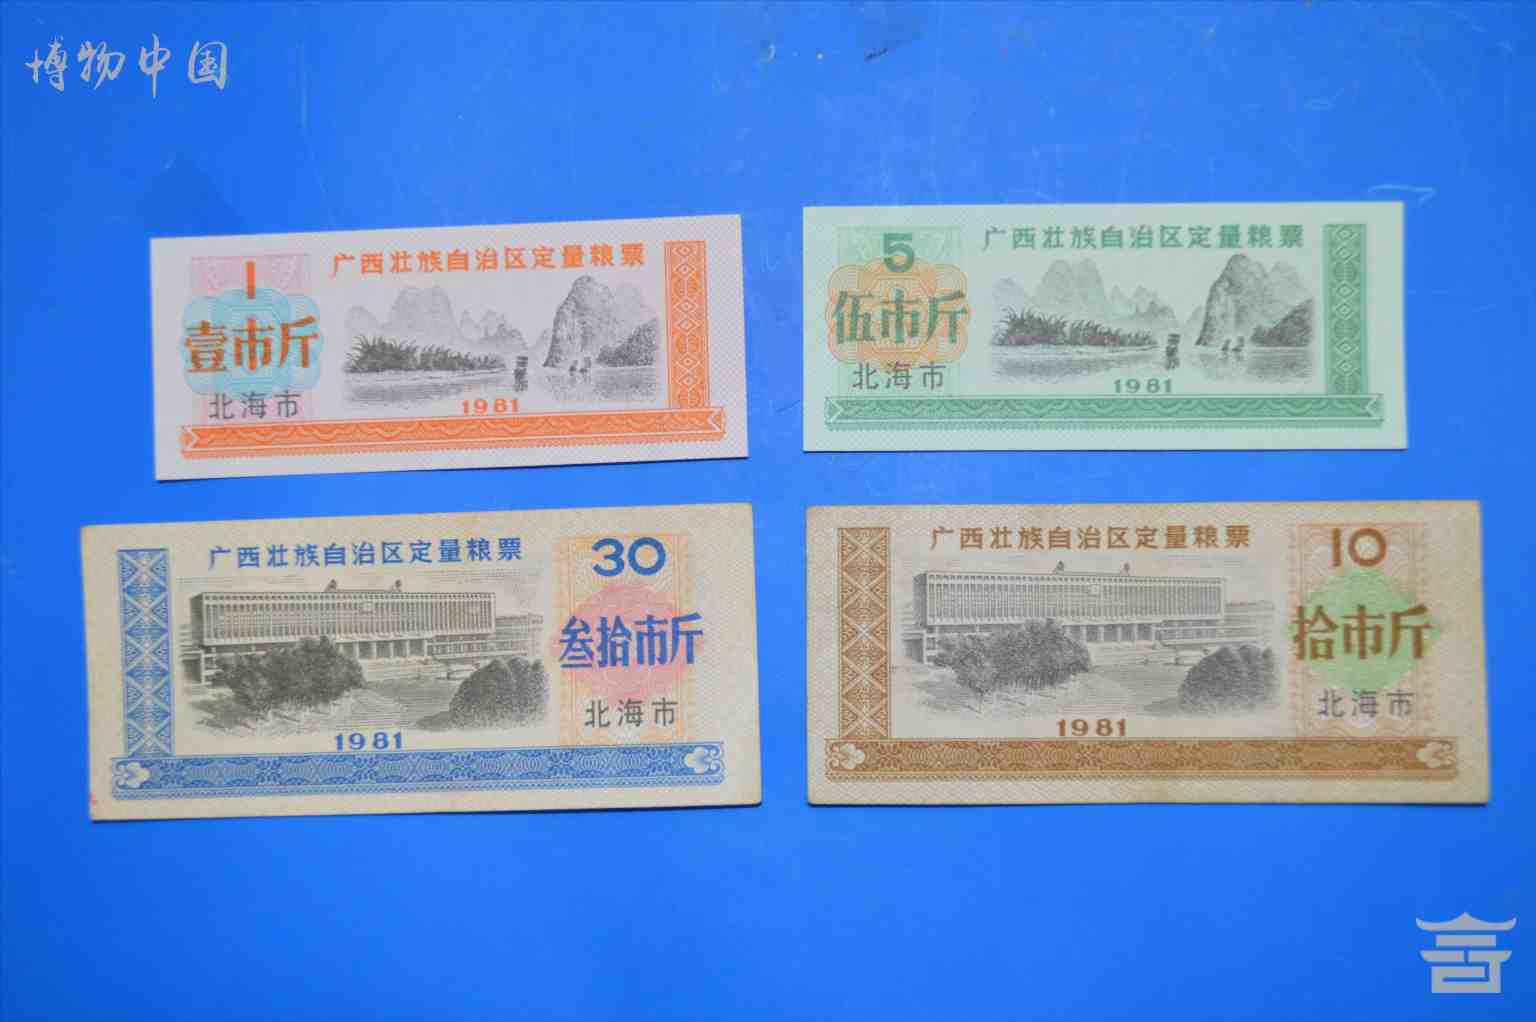 博物中国
广西壮族自治区定量粮票
1
壹市斤
北海市
1981
广西壮族自治区定量粮票
5
伍市斤
北海市
1981
广西壮族自治区定量粮票
30
叁拾市斤
北海市
1981
广西壮族自治区定量粮票
10
拾市斤
北海市
1981